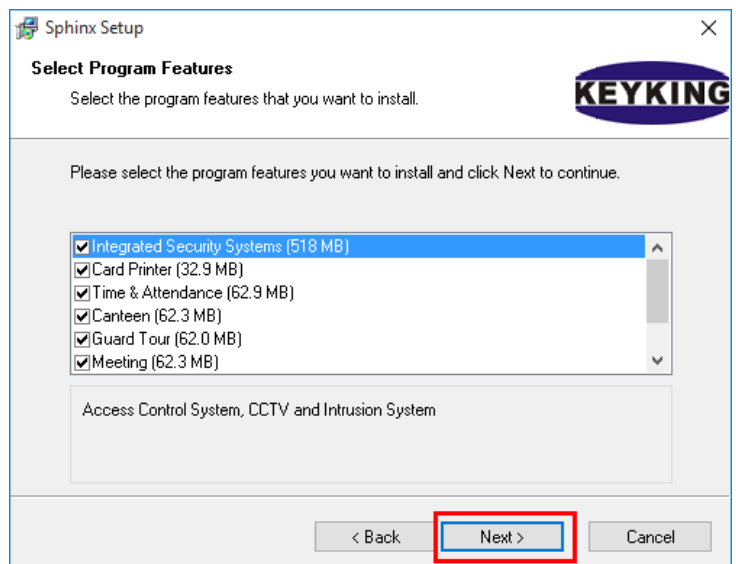 Sphinx Setup
Select Program Features
Select the program features that you want to install.
KEYKING
Please select the program features you want to install and click Next to continue.
Integrated Security Systems (518 MB)
Card Printer (32.9 MB)
Time & Attendance (62.9 MB)
Canteen (62.3 MB)
Guard Tour (62.0 MB)
Meeting (62.3 MB)
Access Control System, CCTV and Intrusion System
< Back
Next >
Cancel